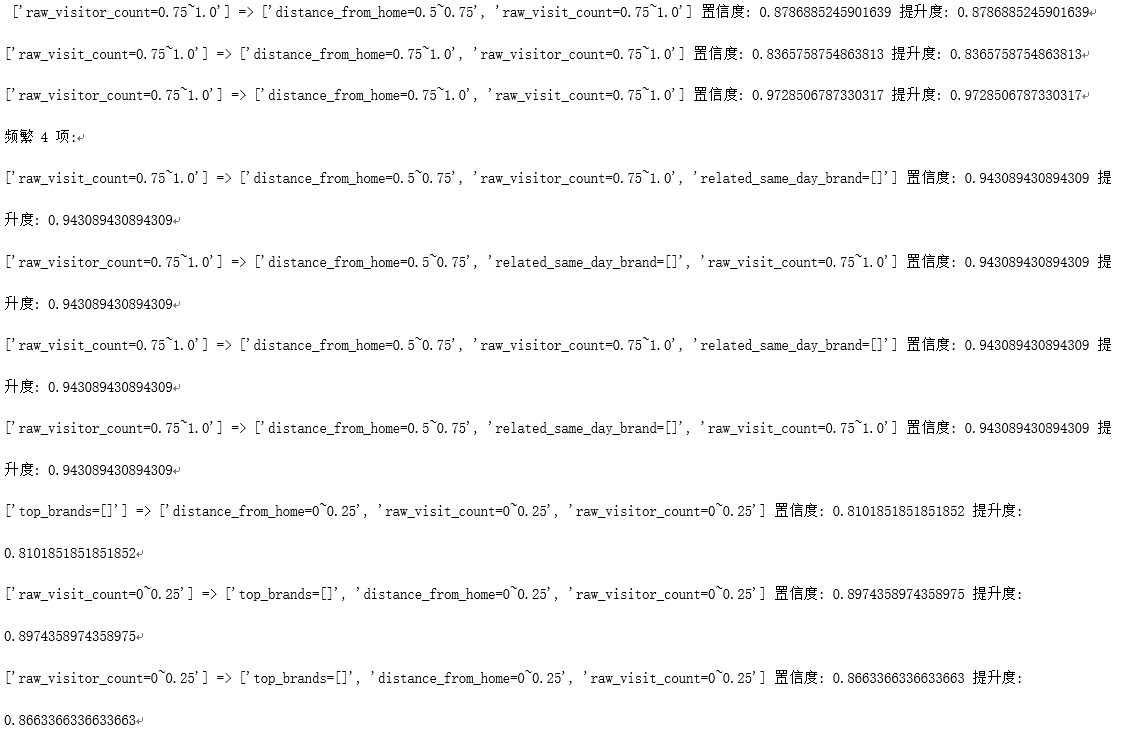 ['raw_visitor_count=0.75~1.0'] => ['distance_from_home=0.5~0.75', 'raw_visit_count=0.75~1.0'] 置信度: 0.8786885245901639 提升度: 0.8786885245901639↵
['raw_visit_count=0.75~1.0'] => ['distance_from_home=0.75~1.0', 'raw_visitor_count=0.75~1.0'] 置信度: 0.8365758754863813 提升度: 0.8365758754863813↵
['raw_visitor_count=0.75~1.0'] => ['distance_from_home=0.75~1.0', 'raw_visit_count=0.75~1.0'] 置信度: 0.9728506787330317 提升度: 0.9728506787330317↵
频繁 4 项:↵
['raw_visit_count=0.75~1.0'] => ['distance_from_home=0.5~0.75', 'raw_visitor_count=0.75~1.0', 'related_same_day_brand=[]'] 置信度: 0.943089430894309 提
升度: 0.943089430894309↵
['raw_visitor_count=0.75~1.0'] => ['distance_from_home=0.5~0.75', 'related_same_day_brand=[]', 'raw_visit_count=0.75~1.0'] 置信度: 0.943089430894309 提
升度: 0.943089430894309↵
['raw_visit_count=0.75~1.0'] => ['distance_from_home=0.5~0.75', 'raw_visitor_count=0.75~1.0', 'related_same_day_brand=[]'] 置信度: 0.943089430894309 提
升度: 0.943089430894309↵
['raw_visitor_count=0.75~1.0'] => ['distance_from_home=0.5~0.75', 'related_same_day_brand=[]', 'raw_visit_count=0.75~1.0'] 置信度: 0.943089430894309 提
升度: 0.943089430894309↵
['top_brands=[]'] => ['distance_from_home=0~0.25', 'raw_visit_count=0~0.25', 'raw_visitor_count=0~0.25'] 置信度: 0.8101851851851852 提升度:
0.8101851851851852↵
['raw_visit_count=0~0.25'] => ['top_brands=[]', 'distance_from_home=0~0.25', 'raw_visitor_count=0~0.25'] 置信度: 0.8974358974358975 提升度:
0.8974358974358975↵
['raw_visitor_count=0~0.25'] => ['top_brands=[]', 'distance_from_home=0~0.25', 'raw_visit_count=0~0.25'] 置信度: 0.8663366336633663 提升度:
0.8663366336633663↵